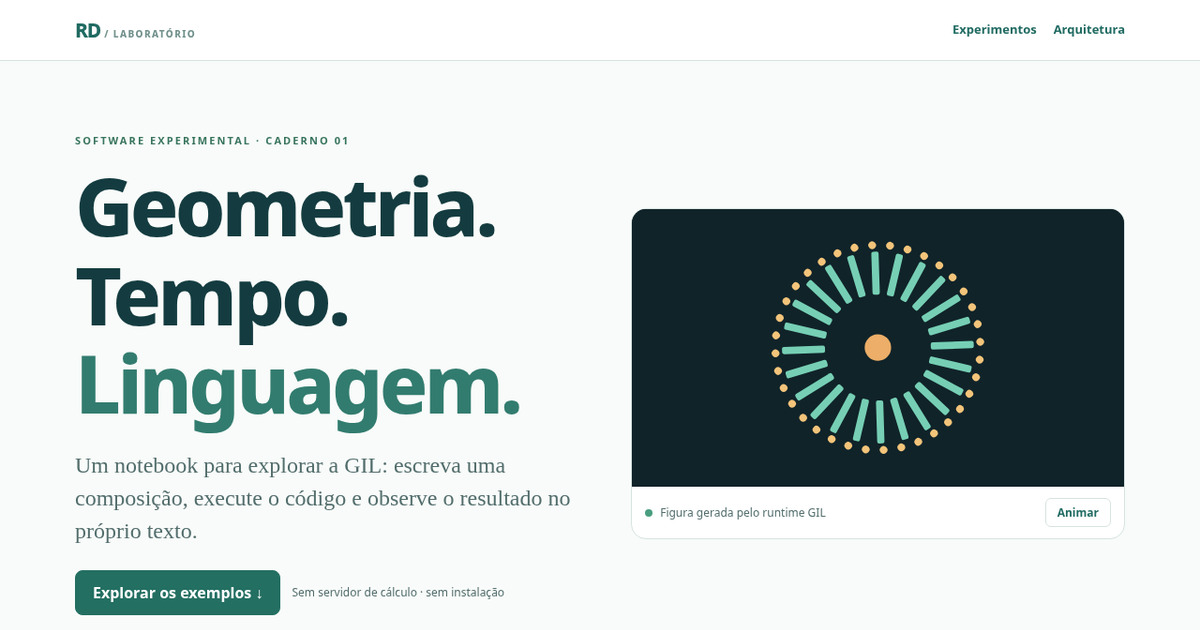 RD / LABORATÓRIO
Experimentos
Arquitetura
SOFTWARE EXPERIMENTAL · CADERNO 01
Geometria.
Tempo.
Linguagem.
Um notebook para explorar a GIL: escreva uma
composição, execute o código e observe o resultado no
próprio texto.
Explorar os exemplos ↓
Sem servidor de cálculo · sem instalação
Figura gerada pelo runtime GIL
Animar